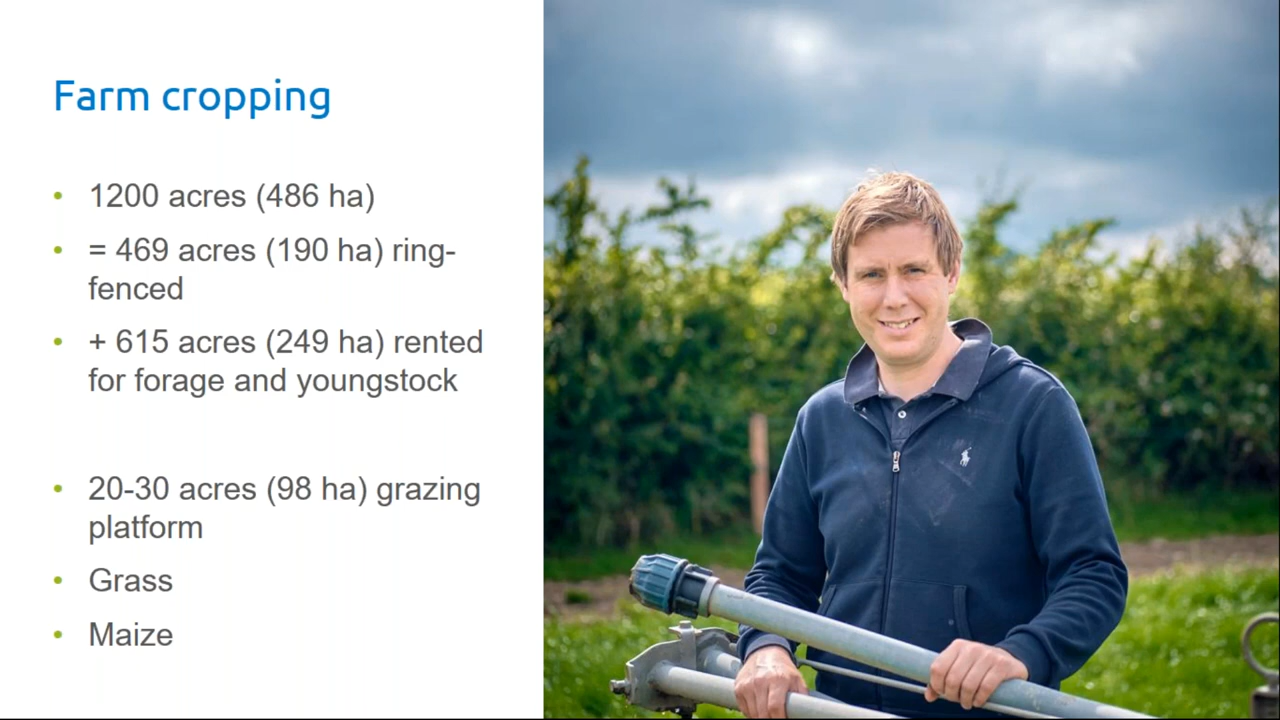 Farm cropping
• 1200 acres (486 ha)
• = 469 acres (190 ha) ring-
fenced
• + 615 acres (249 ha) rented
for forage and youngstock
• 20-30 acres (98 ha) grazing
platform
• Grass
• Maize